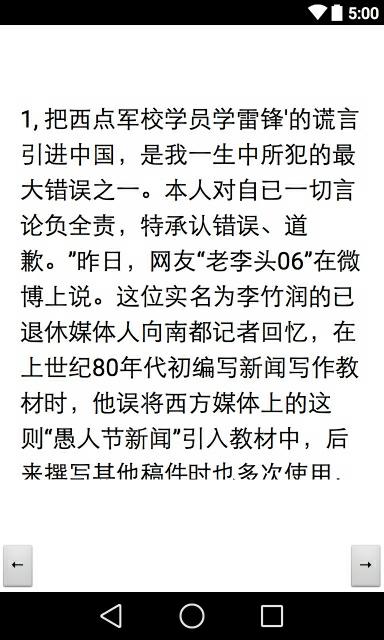 5:00
1, 把西点军校学员学雷锋'的谎言
引进中国，是我一生中所犯的最
大错误之一。本人对自已一切言
论负全责，特承认错误、道
歉。”昨日，网友“老李头06”在微
博上说。这位实名为李竹润的已
退休媒体人向南都记者回忆，在
上世纪80年代初编写新闻写作教
材时，他误将西方媒体上的这
则“愚人节新闻”引入教材中，后
来撰写其他稿件时也多次使用，
← →